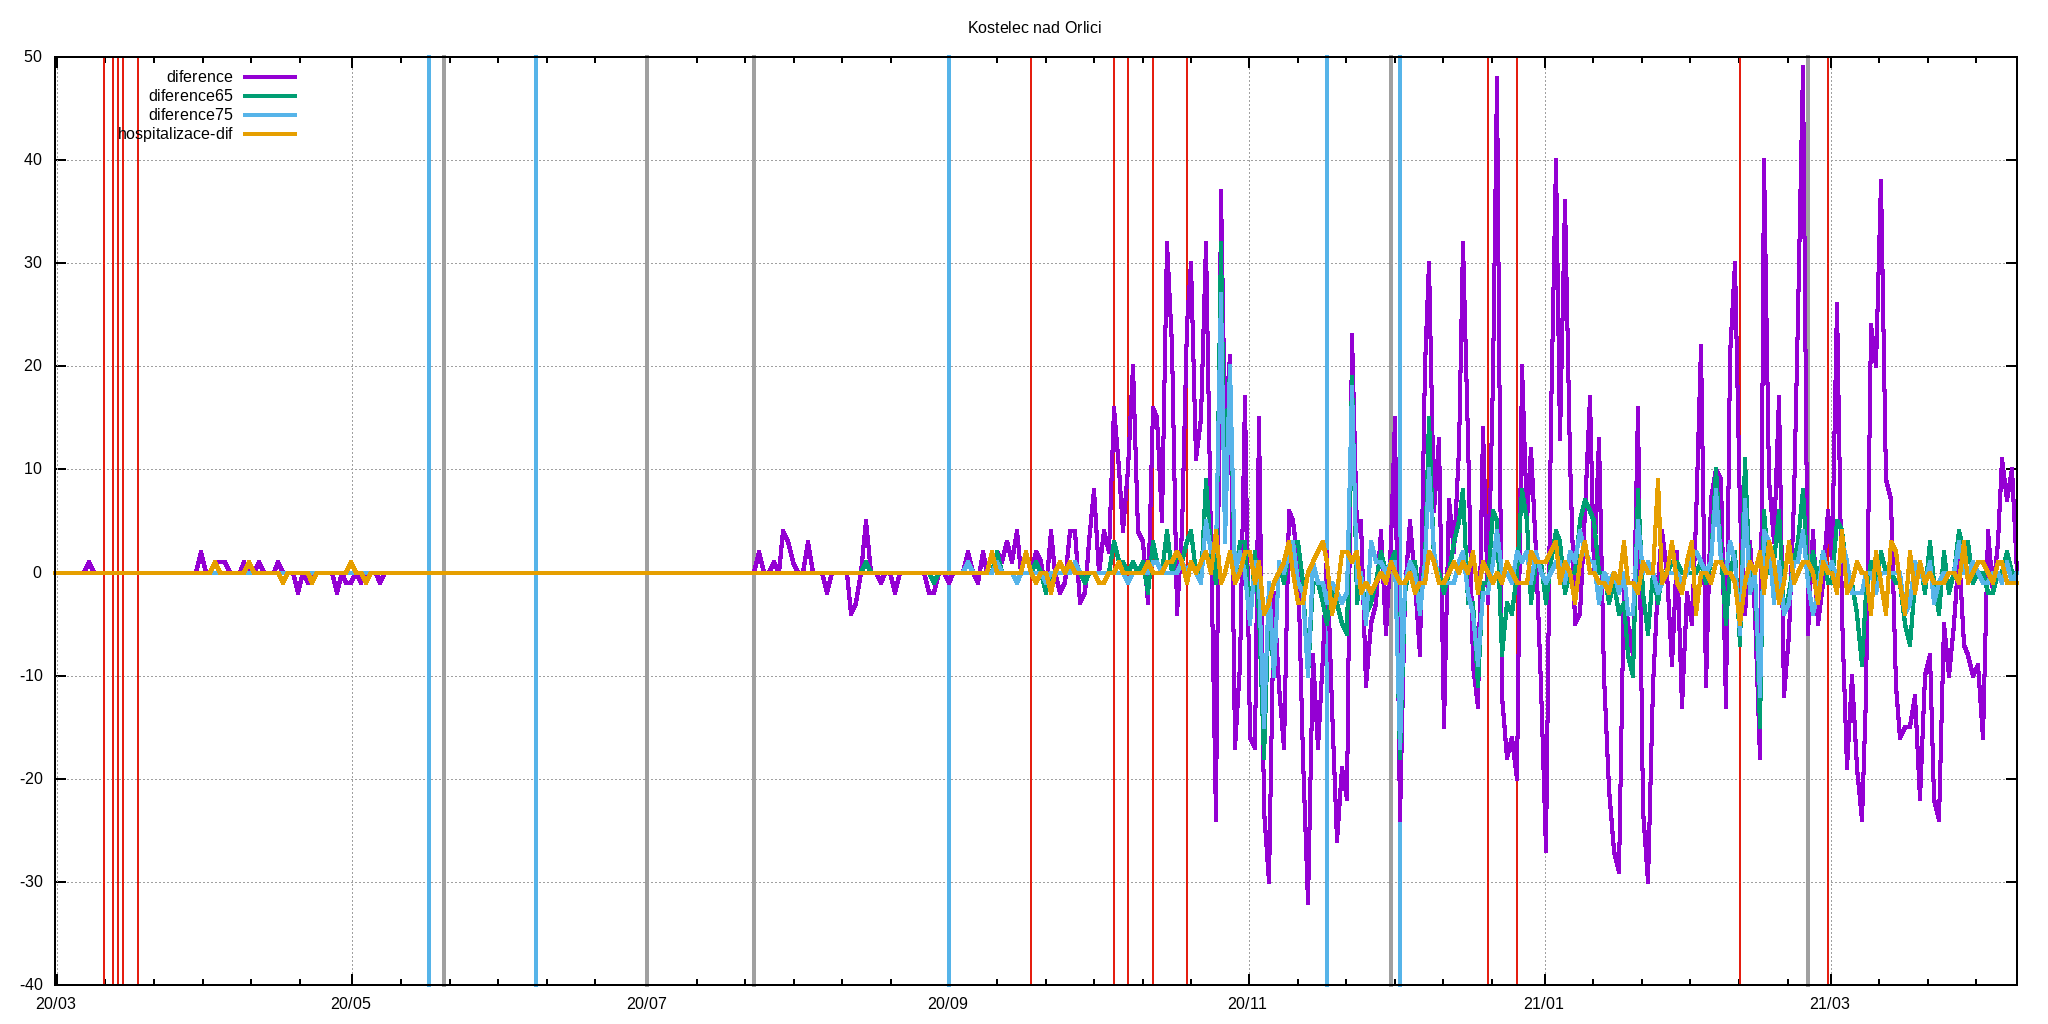 Kostelec nad Orlici
50
diference
diference65
diference75
hospitalizace-dif
40
30
20
10
0
-10
-20
-30
-40
20/03 20/05 20/07 20/09 20/11 21/01 21/03